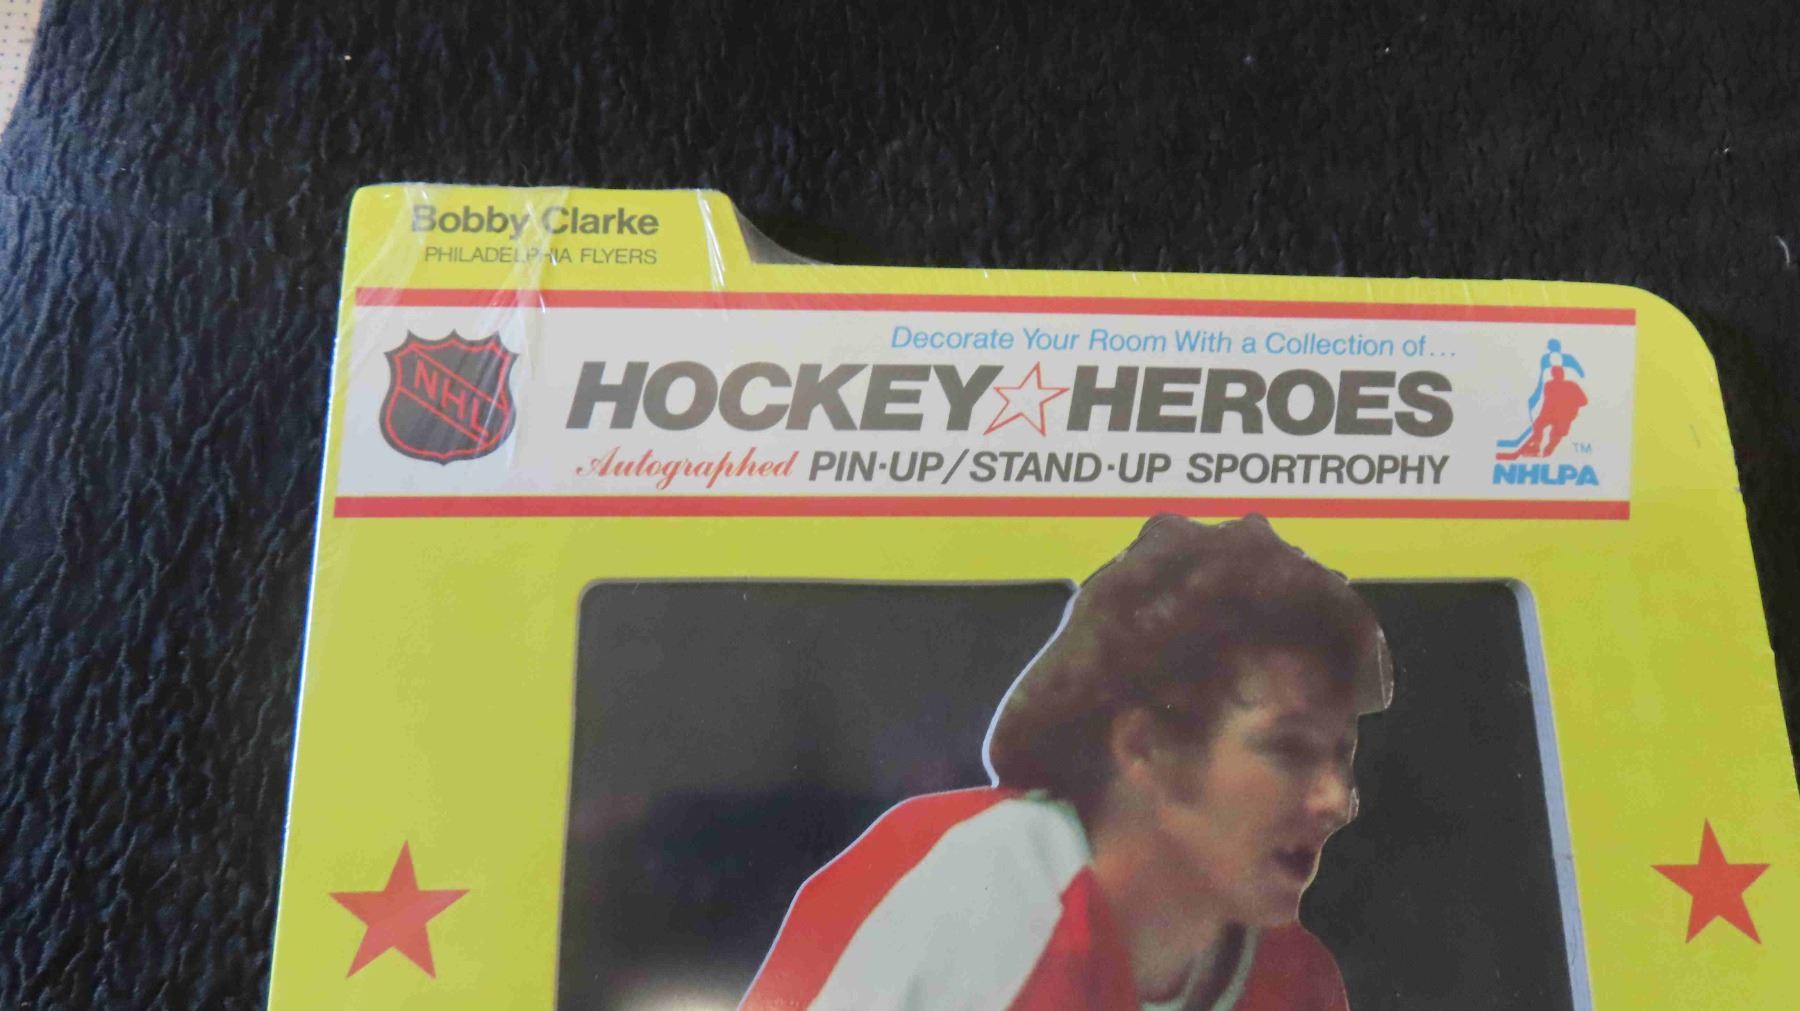 Bobby Clarke
PHILADELPHIA FLYERS
Decorate Your Room With a Collection of...
NHL
HOCKEY☆HEROES
Autographed PIN·UP/STAND·UP SPORTROPHY
TM
NHLPA